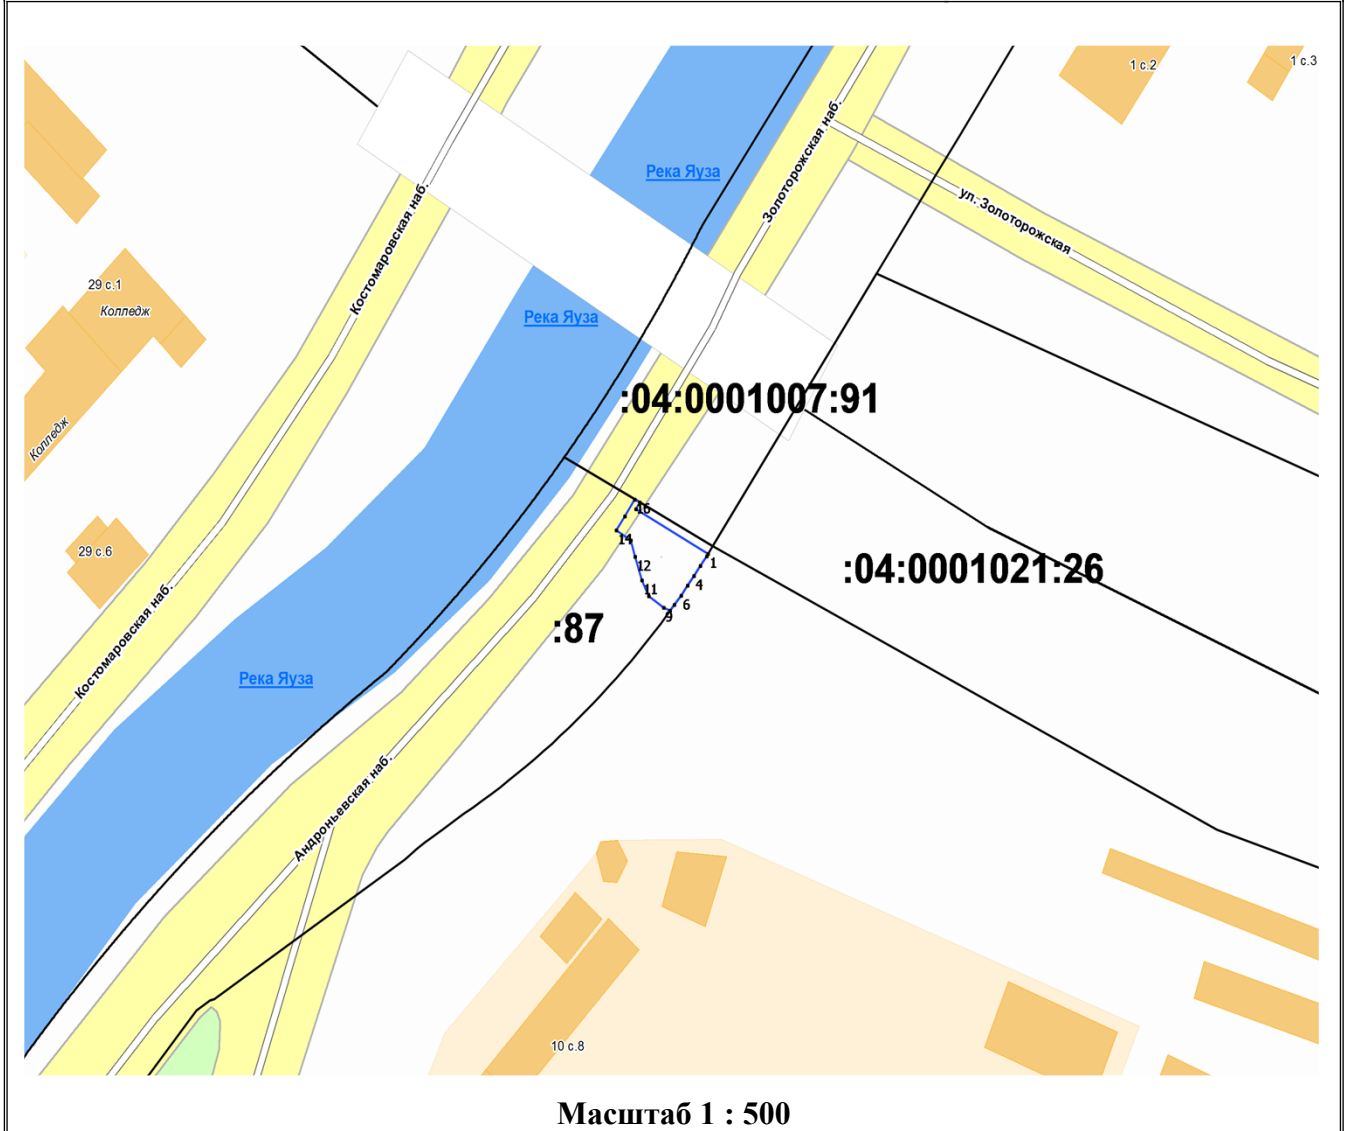 1 с.2
1 с.3
Река Яуза
Золоторожская наб.
Костомаровская наб.
ул. Золоторожская
29 с.1
Колледж
Река Яуза
:04:0001007:91
Колледж
16
14
29 с.6
1
12
:04:0001021:26
4
11
6
9
:87
Костомаровская наб.
Река Яуза
Андроньевская наб.
10 с.8
Масштаб 1 : 500